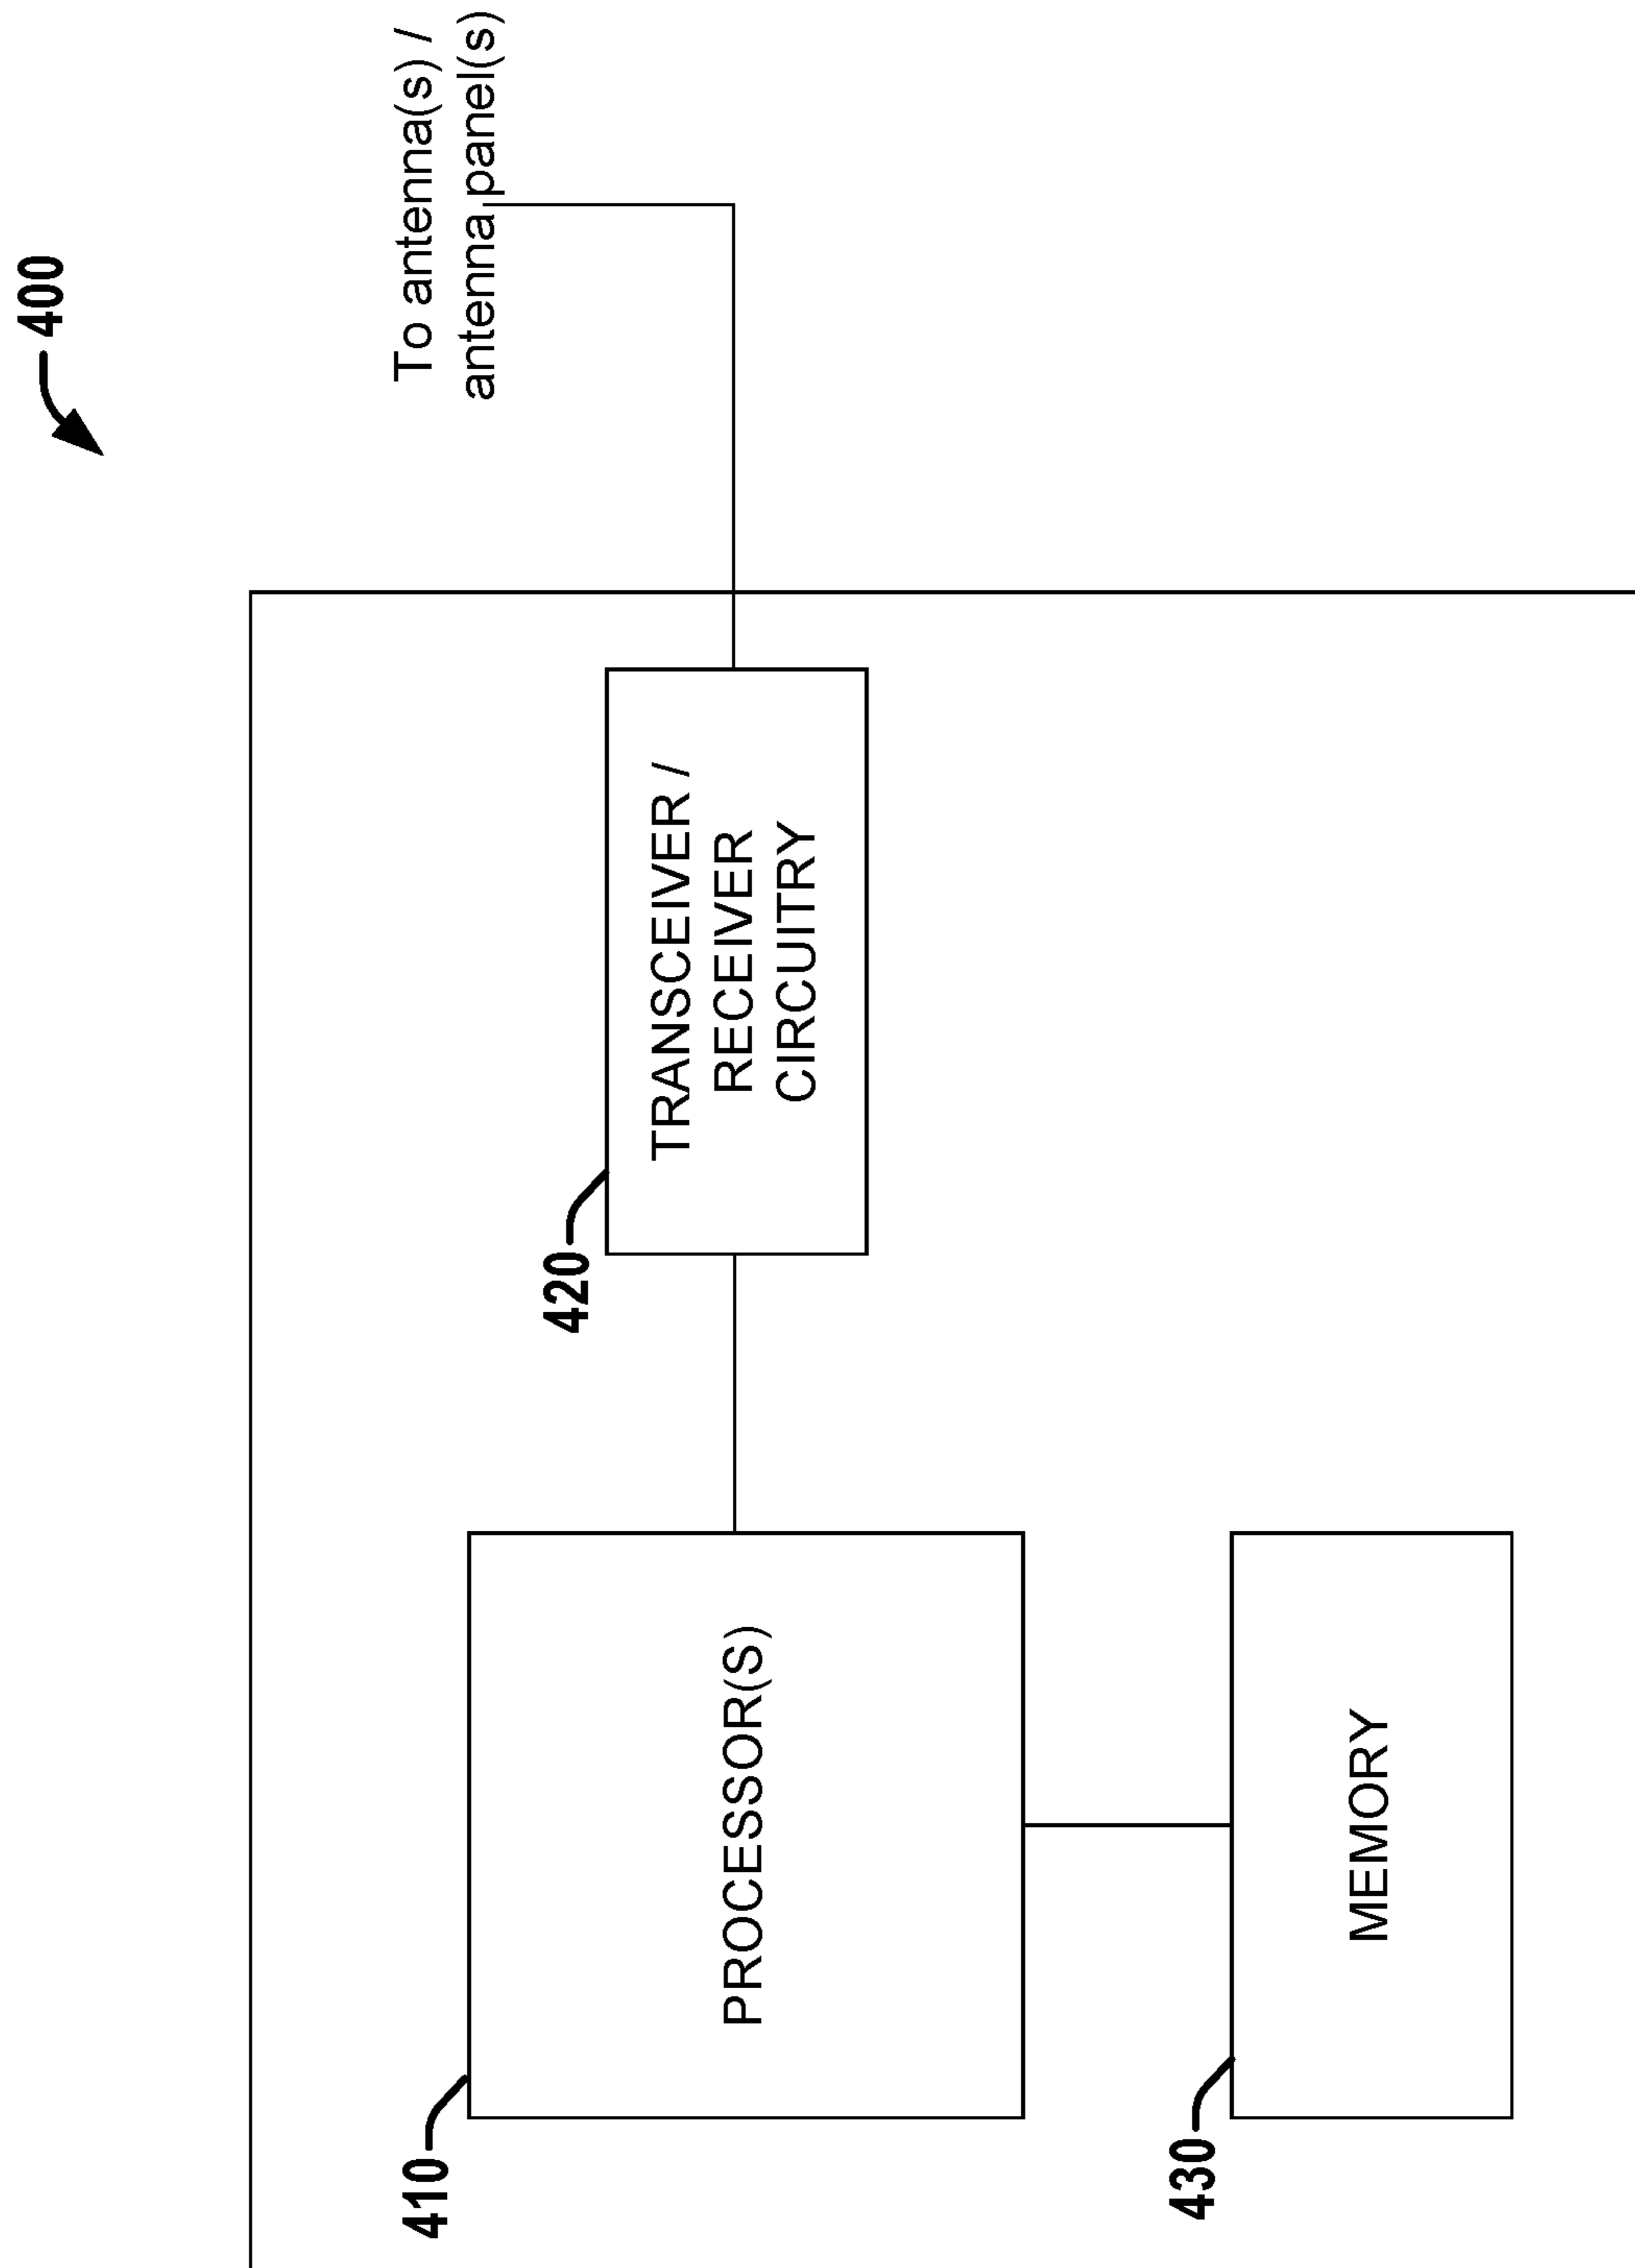 400
To antenna(s) /
antenna panel(s)
410
PROCESSOR(S)
420
TRANSCEIVER /
RECEIVER
CIRCUITRY
430
MEMORY